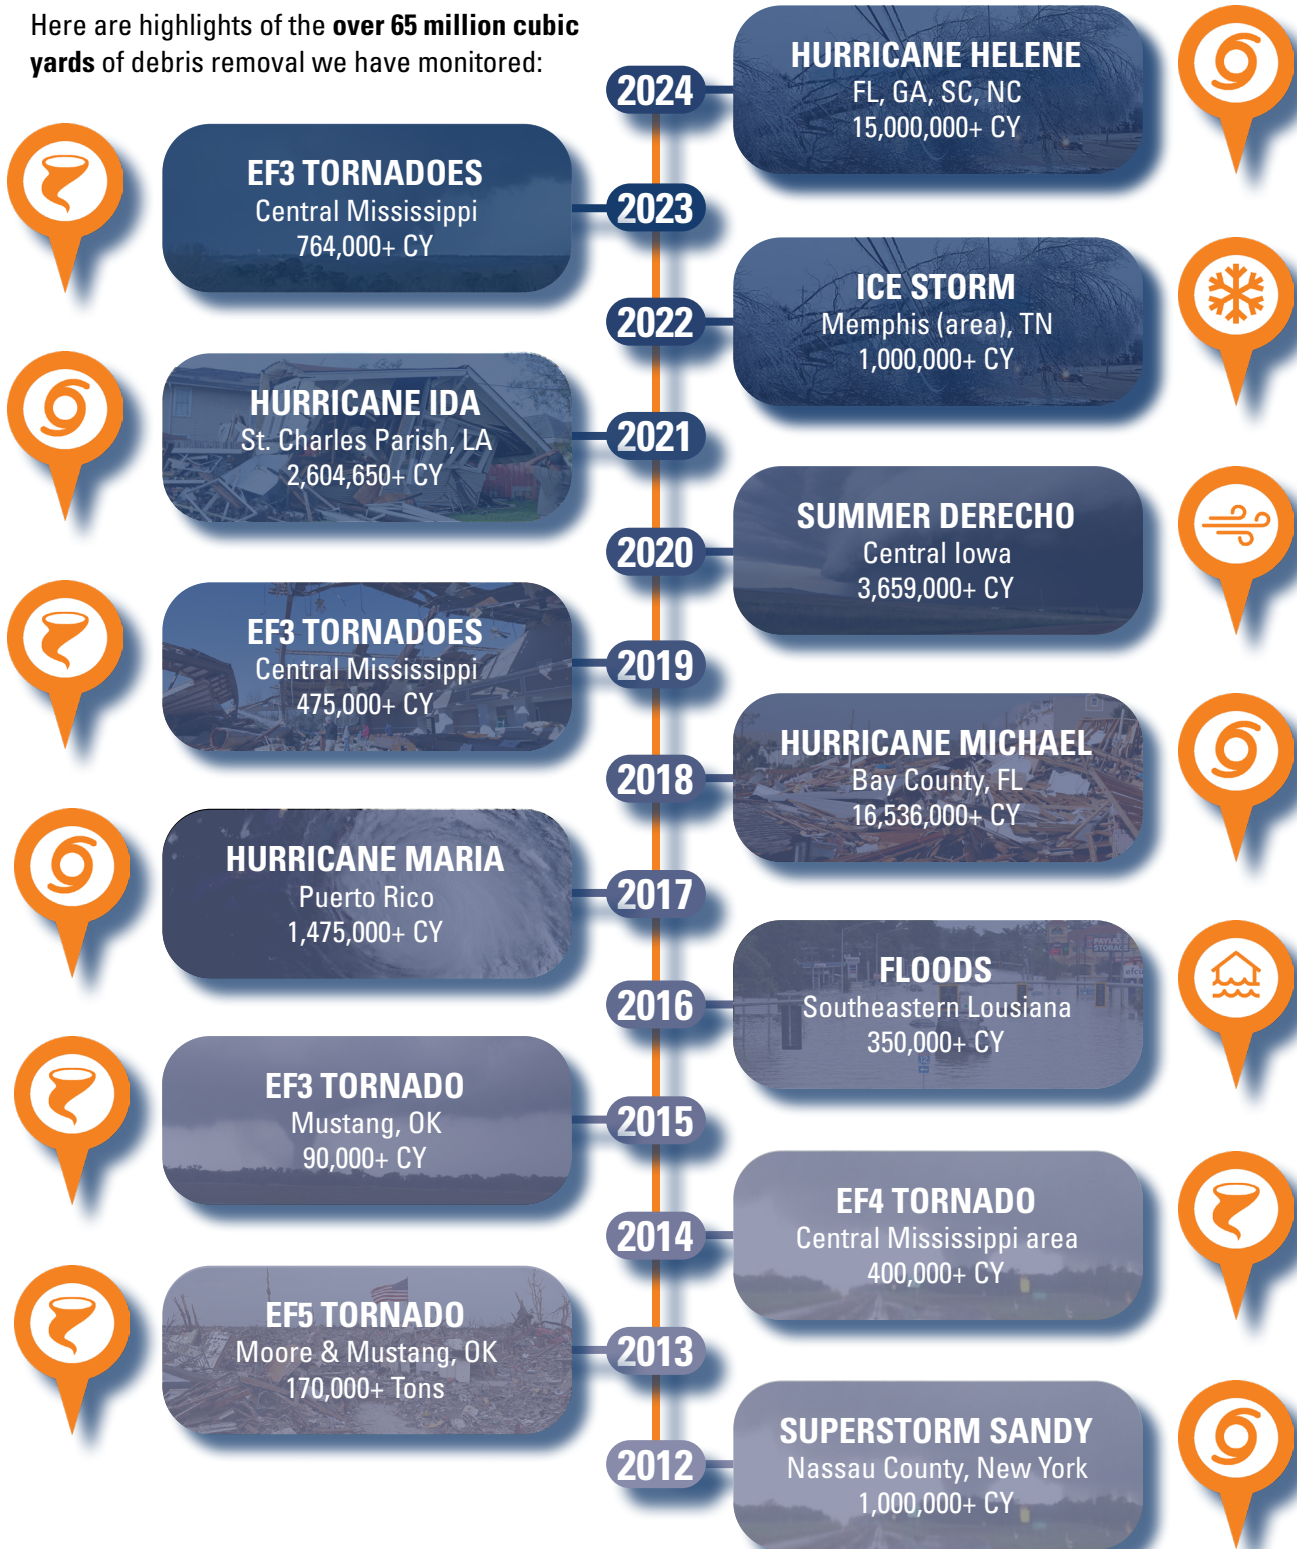 Here are highlights of the over 65 million cubic
yards of debris removal we have monitored:
2024
HURRICANE HELENE
FL, GA, SC, NC
15,000,000+ CY
EF3 TORNADOES
Central Mississippi
764,000+ CY
2023
2022
ICE STORM
Memphis (area), TN
1,000,000+ CY
HURRICANE IDA
St. Charles Parish, LA
2,604,650+ CY
2021
2020
SUMMER DERECHO
Central Iowa
3,659,000+ CY
EF3 TORNADOES
Central Mississippi
475,000+ CY
2019
2018
HURRICANE MICHAEL
Bay County, FL
16,536,000+ CY
HURRICANE MARIA
Puerto Rico
1,475,000+ CY
2017
2016
FLOODS
Southeastern Lousiana
350,000+ CY
EF3 TORNADO
Mustang, OK
90,000+ CY
2015
2014
EF4 TORNADO
Central Mississippi area
400,000+ CY
EF5 TORNADO
Moore & Mustang, OK
170,000+ Tons
2013
2012
SUPERSTORM SANDY
Nassau County, New York
1,000,000+ CY